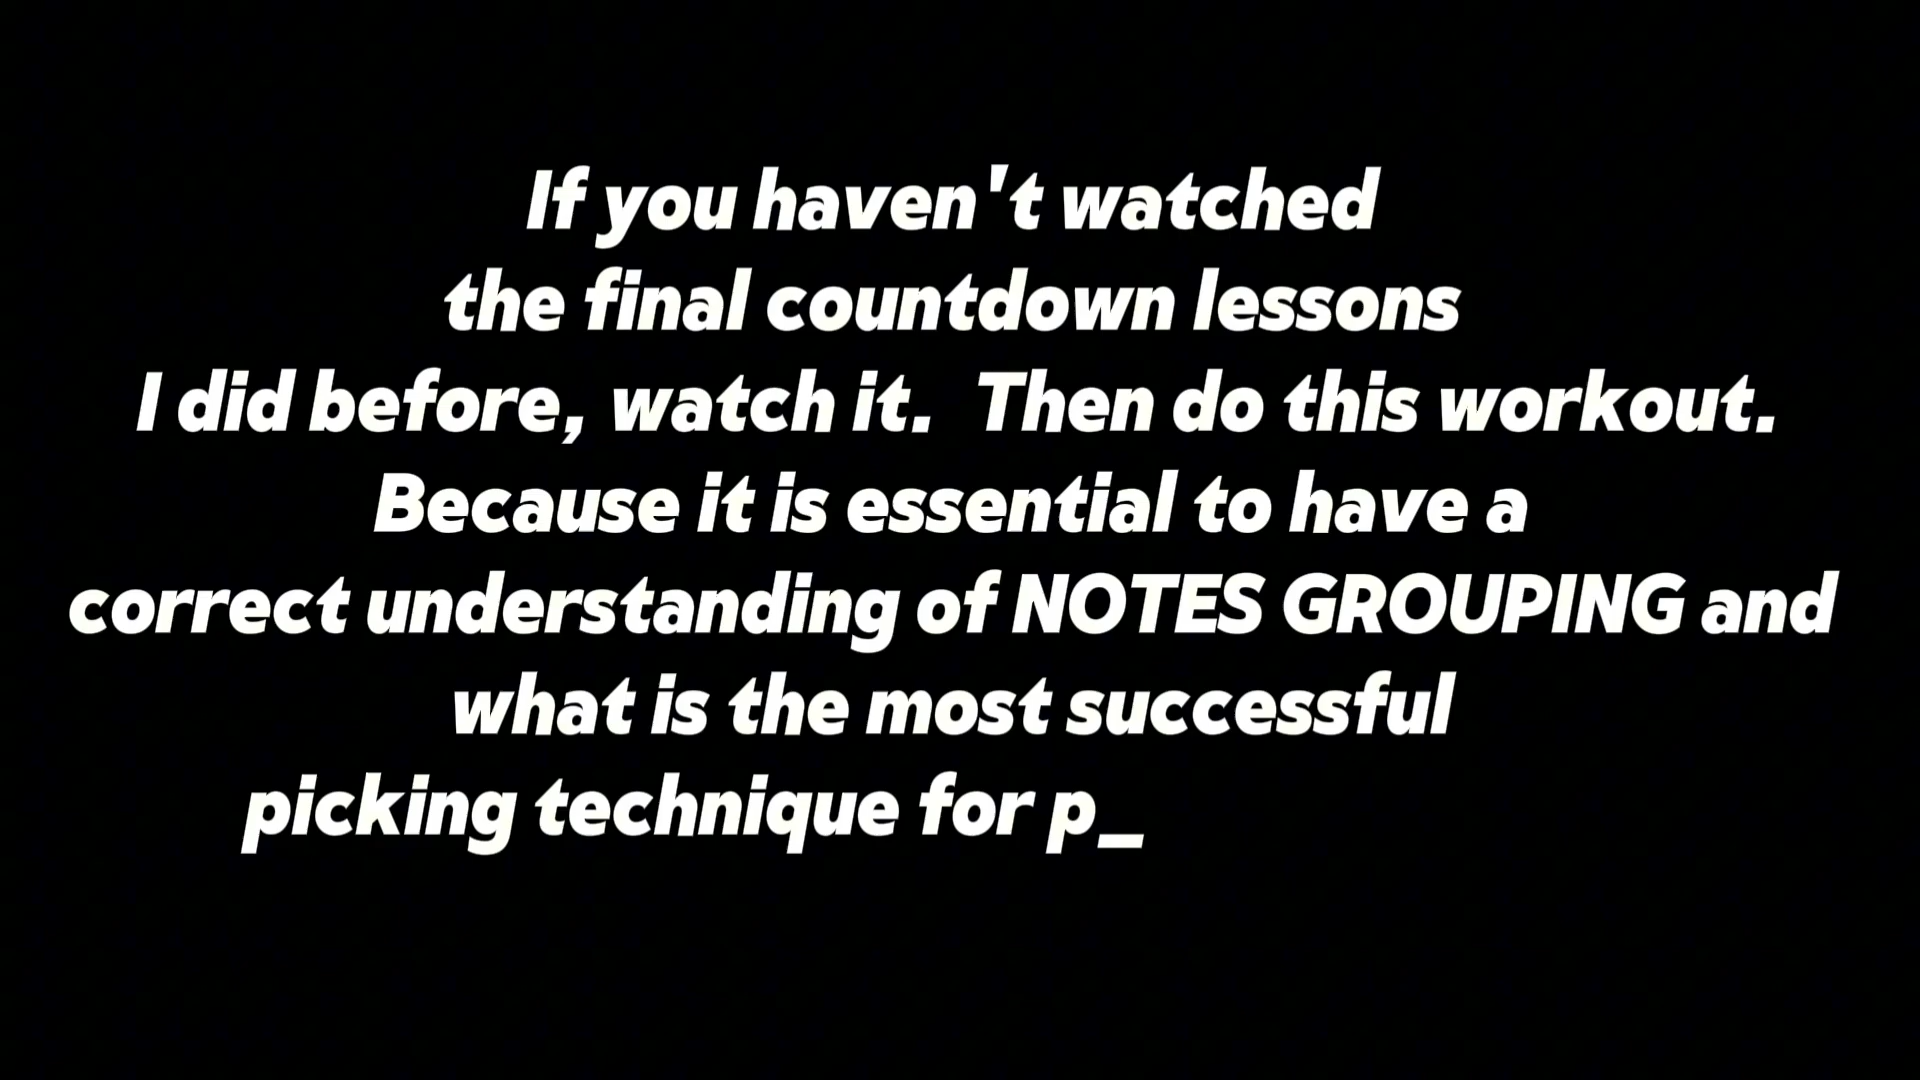 If you haven't watched
the final countdown lessons
I did before, watch it.  Then do this workout.
Because it is essential to have a
correct understanding of NOTES GROUPING and
what is the most successful
picking technique for p_